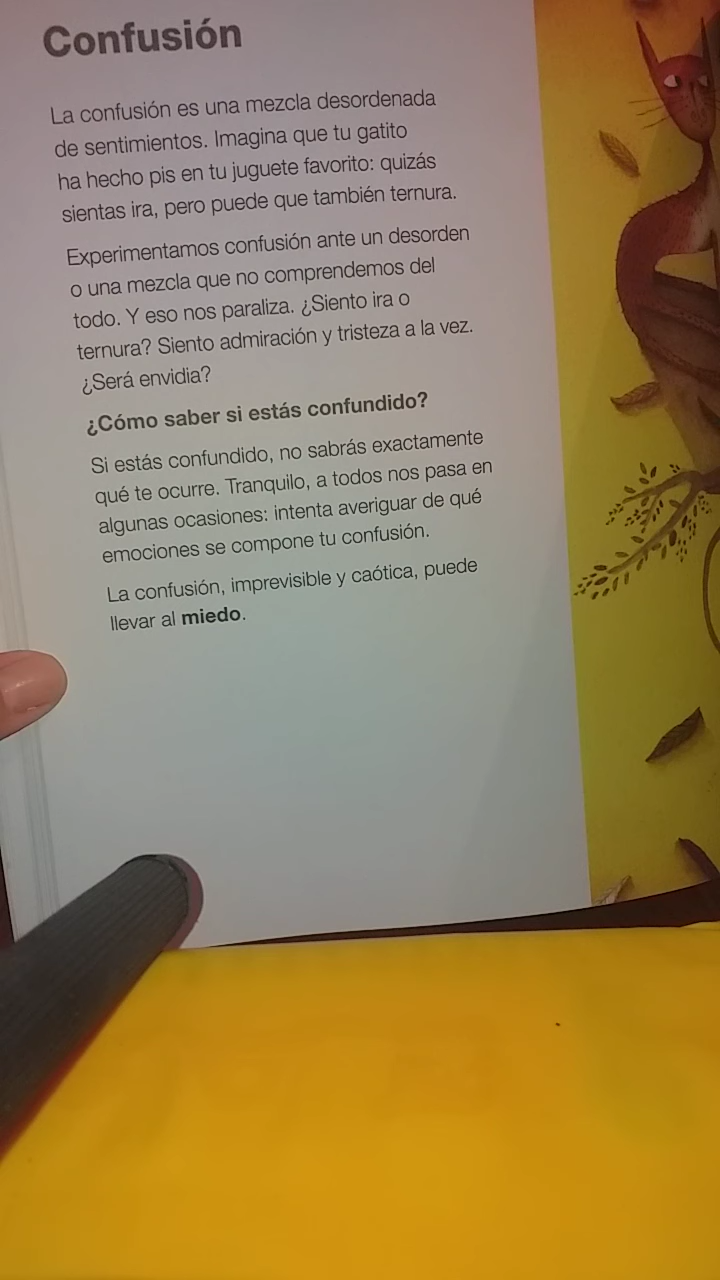 Confusión
La confusión es una mezcla desordenada
de sentimientos. Imagina que tu gatito
ha hecho pis en tu juguete favorito: quizás
sientas ira, pero puede que también ternura.
Experimentamos confusión ante un desorden
o una mezcla que no comprendemos del
todo. Y eso nos paraliza. ¿Siento ira o
ternura? Siento admiración y tristeza a la vez.
¿Será envidia?
¿Cómo saber si estás confundido?
Si estás confundido, no sabrás exactamente
qué te ocurre. Tranquilo, a todos nos pasa en
algunas ocasiones: intenta averiguar de qué
emociones se compone tu confusión.
La confusión, imprevisible y caótica, puede
llevar al miedo.